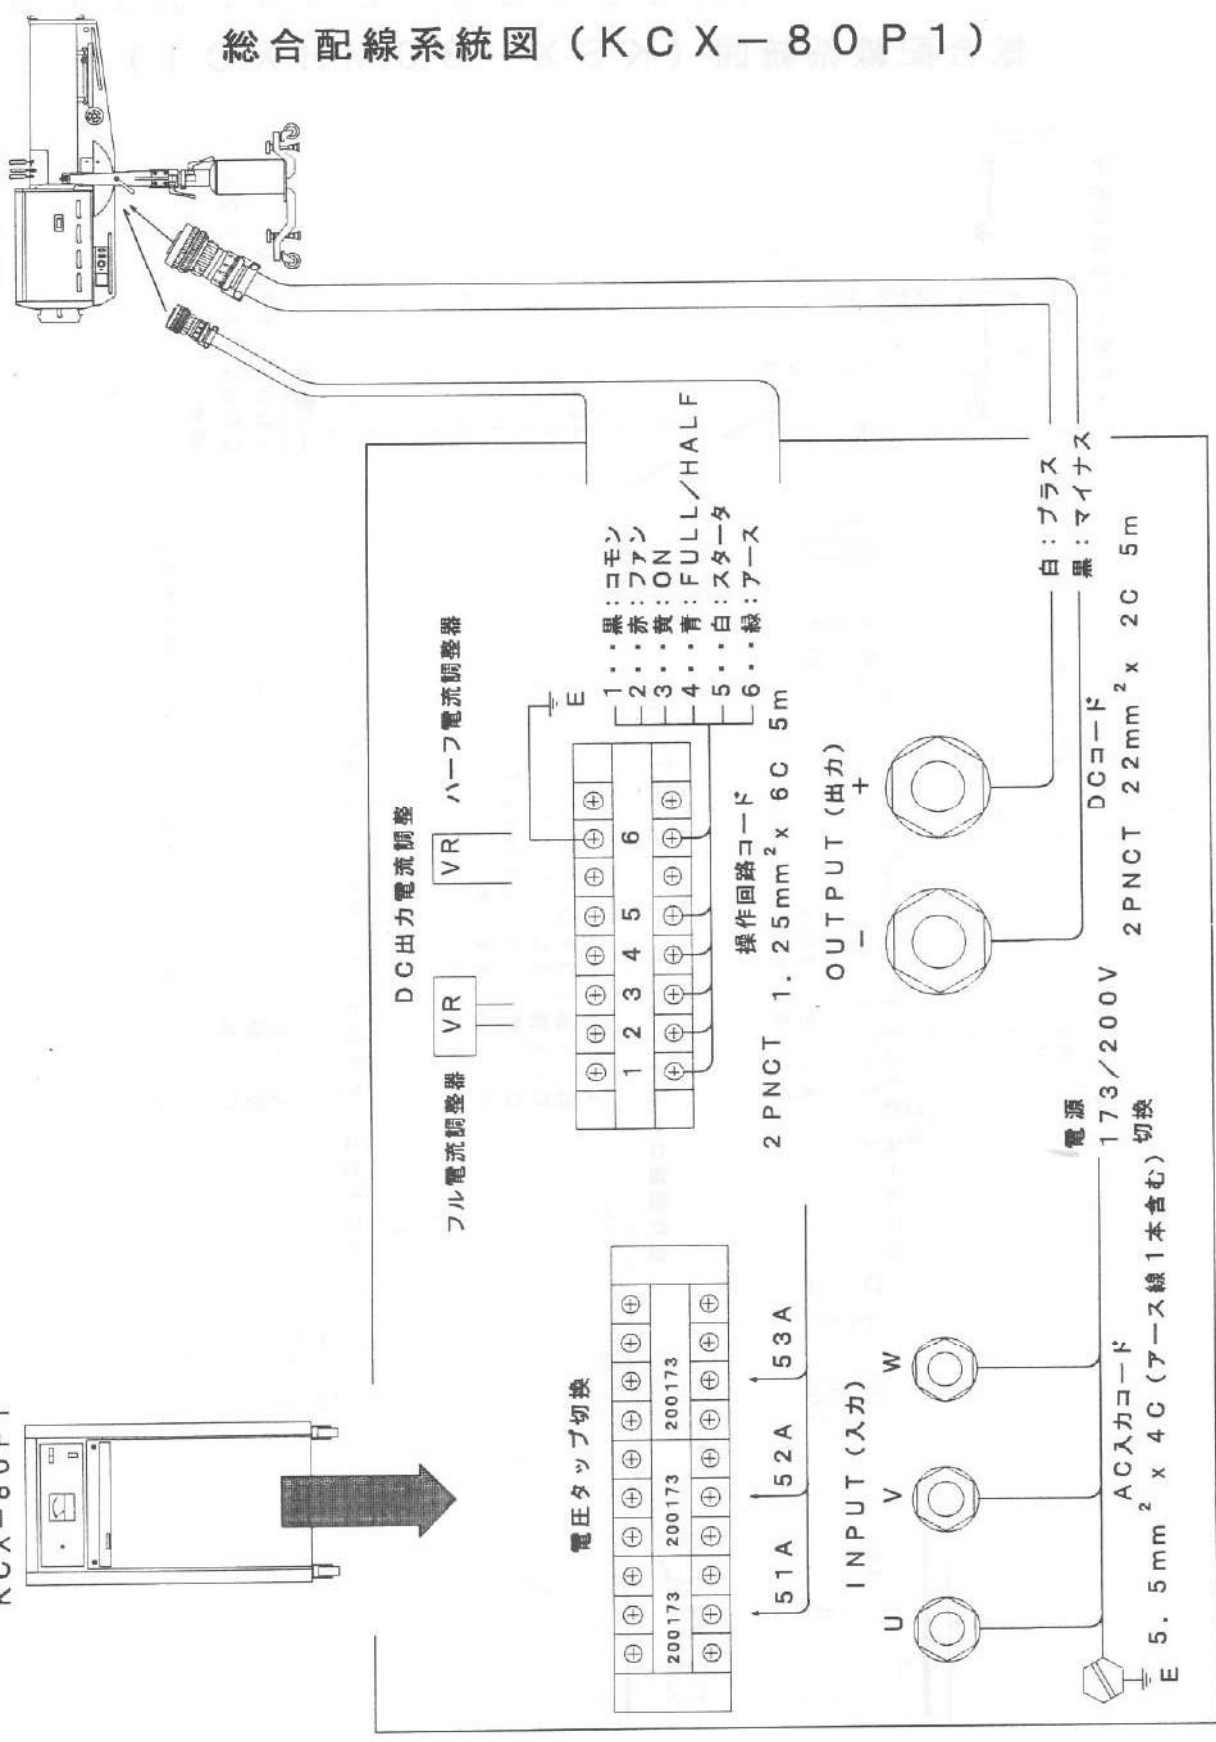 総合配線系統図（KCX－80P1）
KCX－80P1
DC出力電流調整
フル電流調整器
VR
VR
ハーフ電流調整器
電圧タップ切換
200173
200173
200173
51A
52A
53A
1 2 3 4 5 6
E
1・・黒：コモン
2・・赤：ファン
3・・黄：ON
4・・青：FULL／HALF
5・・白：スタータ
6・・緑：アース
操作回路コード
2PNCT 1.25mm²x 6C 5m
INPUT（入力）
U V W
OUTPUT（出力）
－ ＋
電源
173/200V
切換
AC入力コード
E 5.5mm² x 4C（アース線1本含む）
白：プラス
黒：マイナス
DCコード
2PNCT 22mm²x 2C 5m